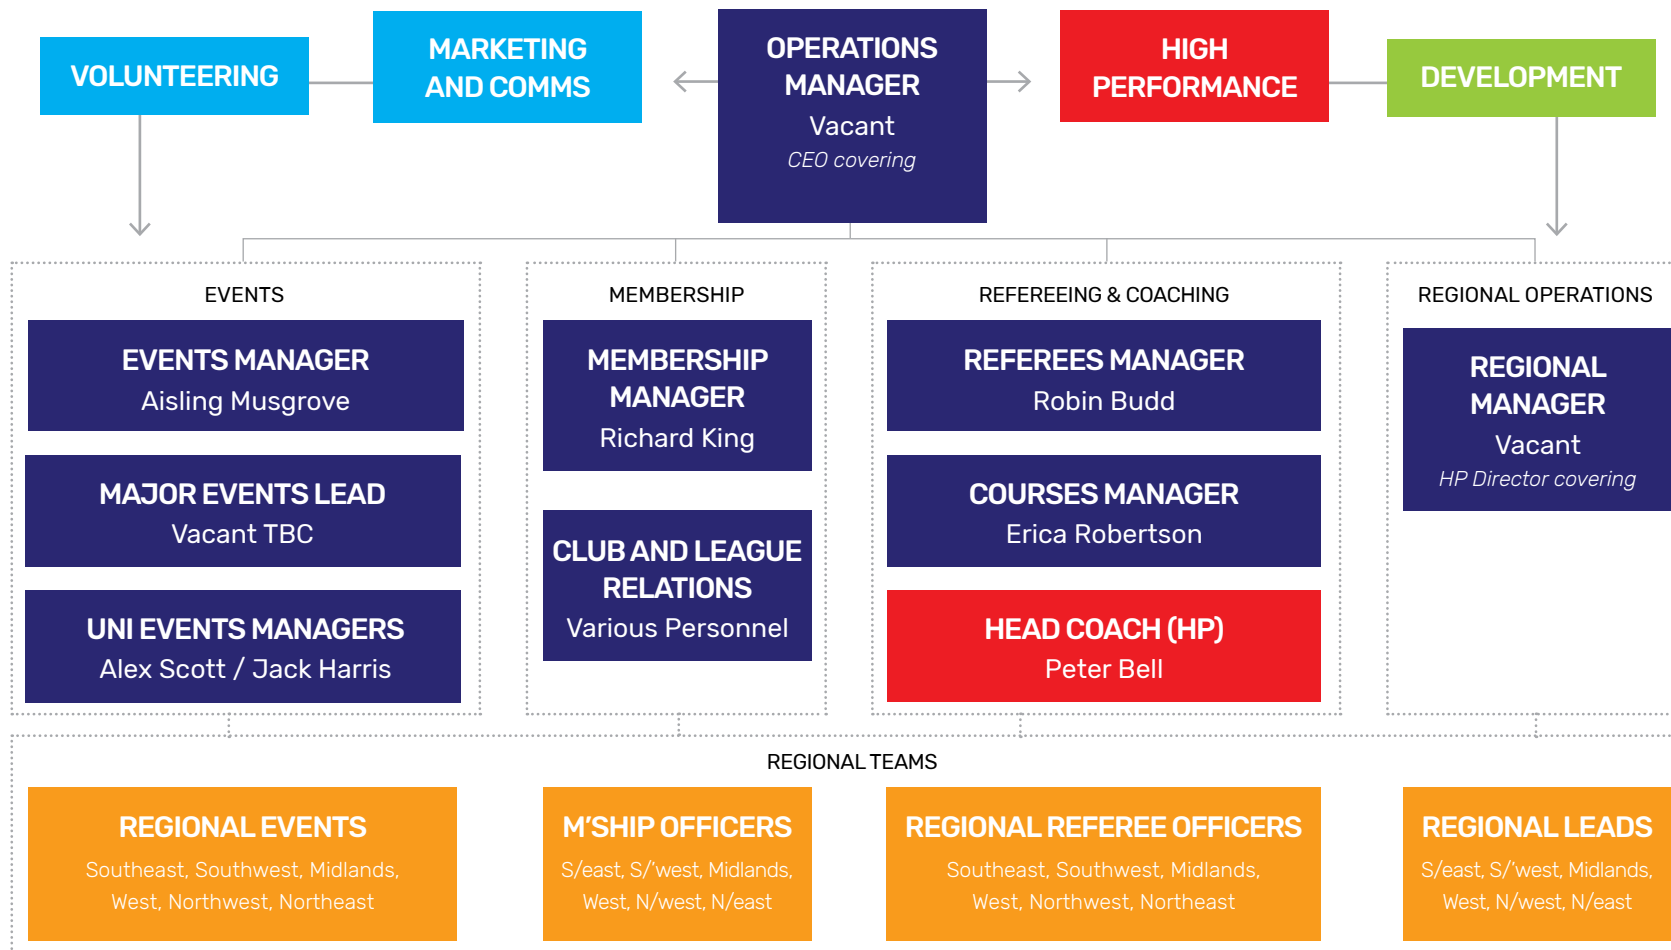 VOLUNTEERING
MARKETING
AND COMMS
OPERATIONS
MANAGER
Vacant
CEO covering
HIGH
PERFORMANCE
DEVELOPMENT
EVENTS
EVENTS MANAGER
Aisling Musgrove
MAJOR EVENTS LEAD
Vacant TBC
UNI EVENTS MANAGERS
Alex Scott / Jack Harris
MEMBERSHIP
MEMBERSHIP
MANAGER
Richard King
CLUB AND LEAGUE
RELATIONS
Various Personnel
REFEREEING & COACHING
REFEREES MANAGER
Robin Budd
COURSES MANAGER
Erica Robertson
HEAD COACH (HP)
Peter Bell
REGIONAL OPERATIONS
REGIONAL
MANAGER
Vacant
HP Director covering
REGIONAL TEAMS
REGIONAL EVENTS
Southeast, Southwest, Midlands,
West, Northwest, Northeast
M'SHIP OFFICERS
S/east, S/'west, Midlands,
West, N/west, N/east
REGIONAL REFEREE OFFICERS
Southeast, Southwest, Midlands,
West, Northwest, Northeast
REGIONAL LEADS
S/east, S/'west, Midlands,
West, N/west, N/east